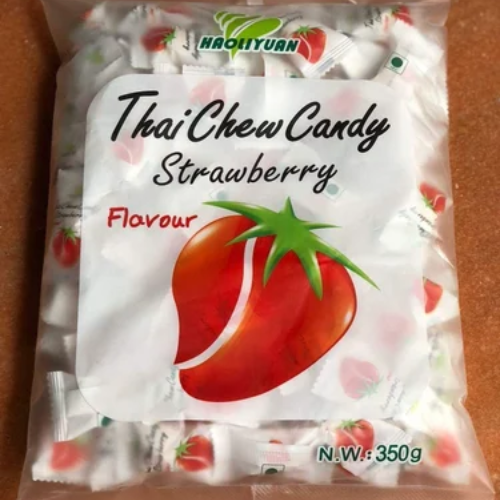 HAOLIYUAN
Thai Chew Candy
Strawberry
Flavour
N.W.: 350g